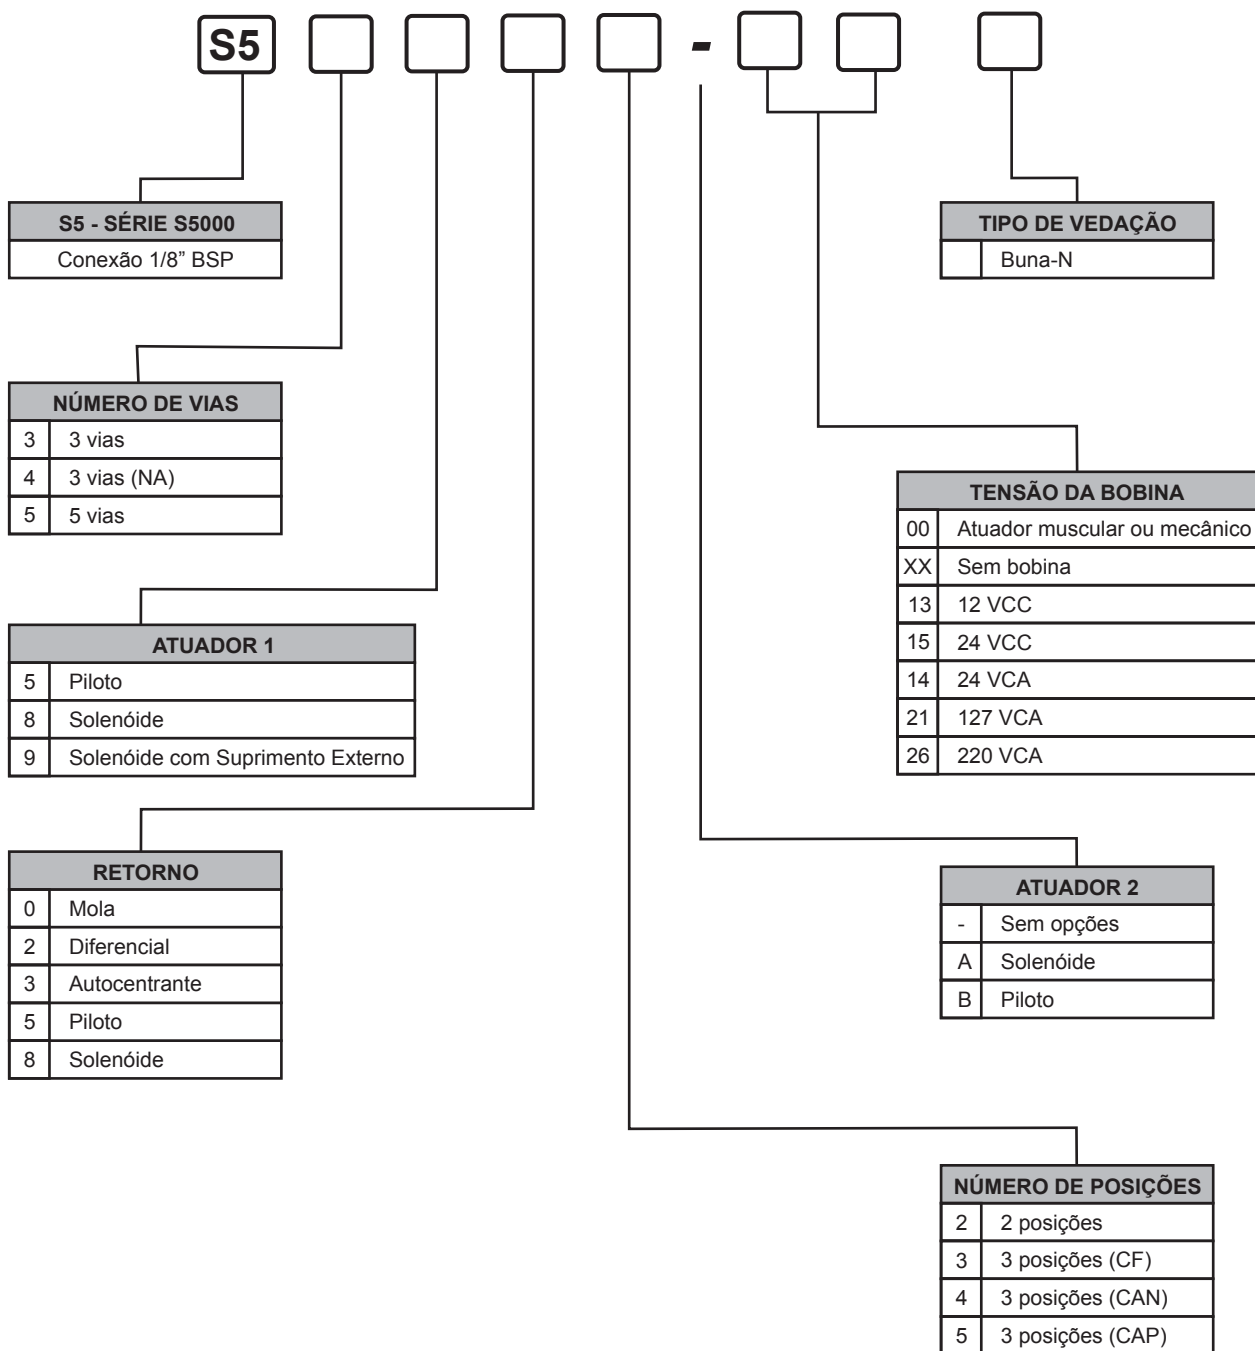 S5 -
S5 - SÉRIE S5000
Conexão 1/8” BSP
TIPO DE VEDAÇÃO
Buna-N
NÚMERO DE VIAS
3 3 vias
4 3 vias (NA)
5 5 vias
TENSÃO DA BOBINA
00 Atuador muscular ou mecânico
XX Sem bobina
13 12 VCC
15 24 VCC
14 24 VCA
21 127 VCA
26 220 VCA
ATUADOR 1
5 Piloto
8 Solenóide
9 Solenóide com Suprimento Externo
RETORNO
0 Mola
2 Diferencial
3 Autocentrante
5 Piloto
8 Solenóide
ATUADOR 2
- Sem opções
A Solenóide
B Piloto
NÚMERO DE POSIÇÕES
2 2 posições
3 3 posições (CF)
4 3 posições (CAN)
5 3 posições (CAP)